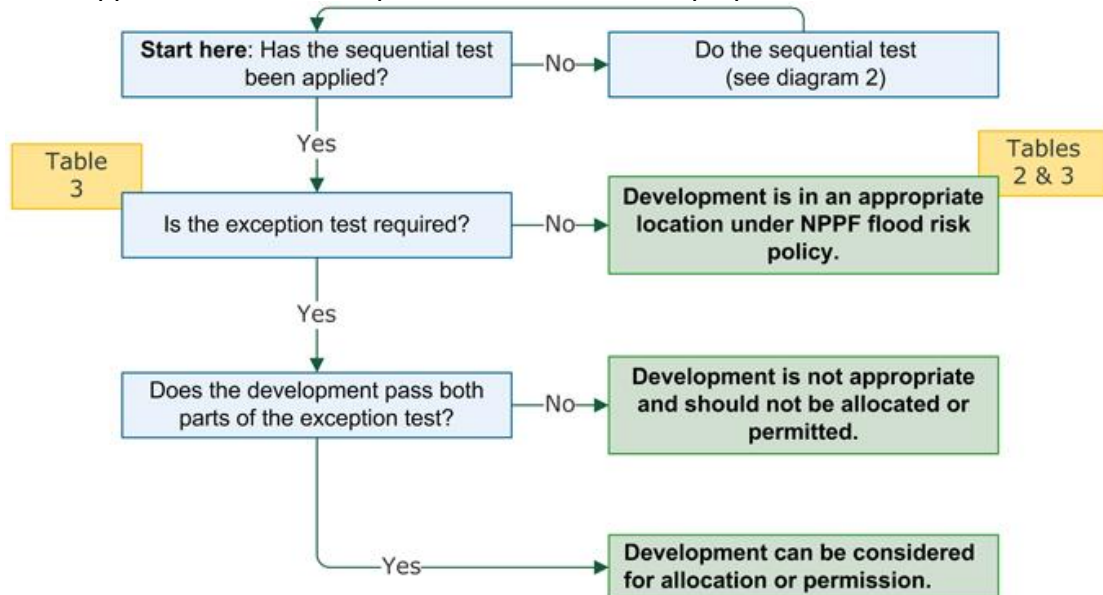 Start here: Has the sequential test
been applied?
No
Do the sequential test
(see diagram 2)
Yes
Table
3
Tables
2 & 3
Is the exception test required?
No
Development is in an appropriate
location under NPPF flood risk
policy.
Yes
Does the development pass both
parts of the exception test?
No
Development is not appropriate
and should not be allocated or
permitted.
Yes
Development can be considered
for allocation or permission.